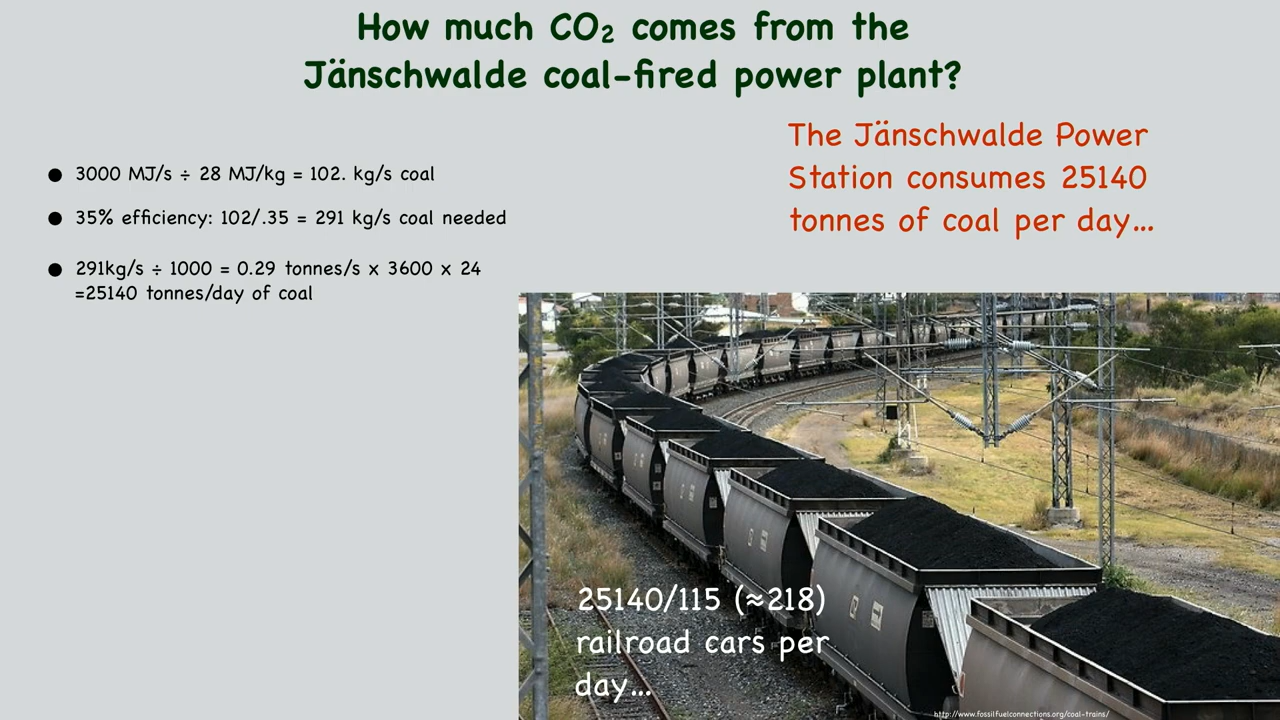 How much CO₂ comes from the
Jänschwalde coal-fired power plant?
The Jänschwalde Power
Station consumes 25140
tonnes of coal per day...
● 3000 MJ/s ÷ 28 MJ/kg = 102. kg/s coal
● 35% efficiency: 102/.35 = 291 kg/s coal needed
● 291kg/s ÷ 1000 = 0.29 tonnes/s x 3600 x 24
=25140 tonnes/day of coal
25140/115 (≈218)
railroad cars per
day...
http://www.fossilfuelconnections.org/coal-trains/